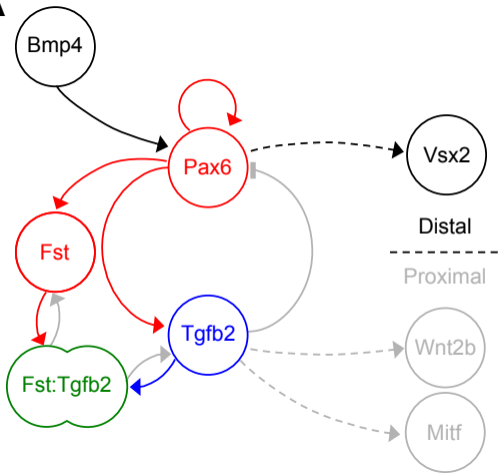 Bmp4
Pax6
Vsx2
Distal
Proximal
Fst
Tgfb2
Wnt2b
Fst:Tgfb2
Mitf